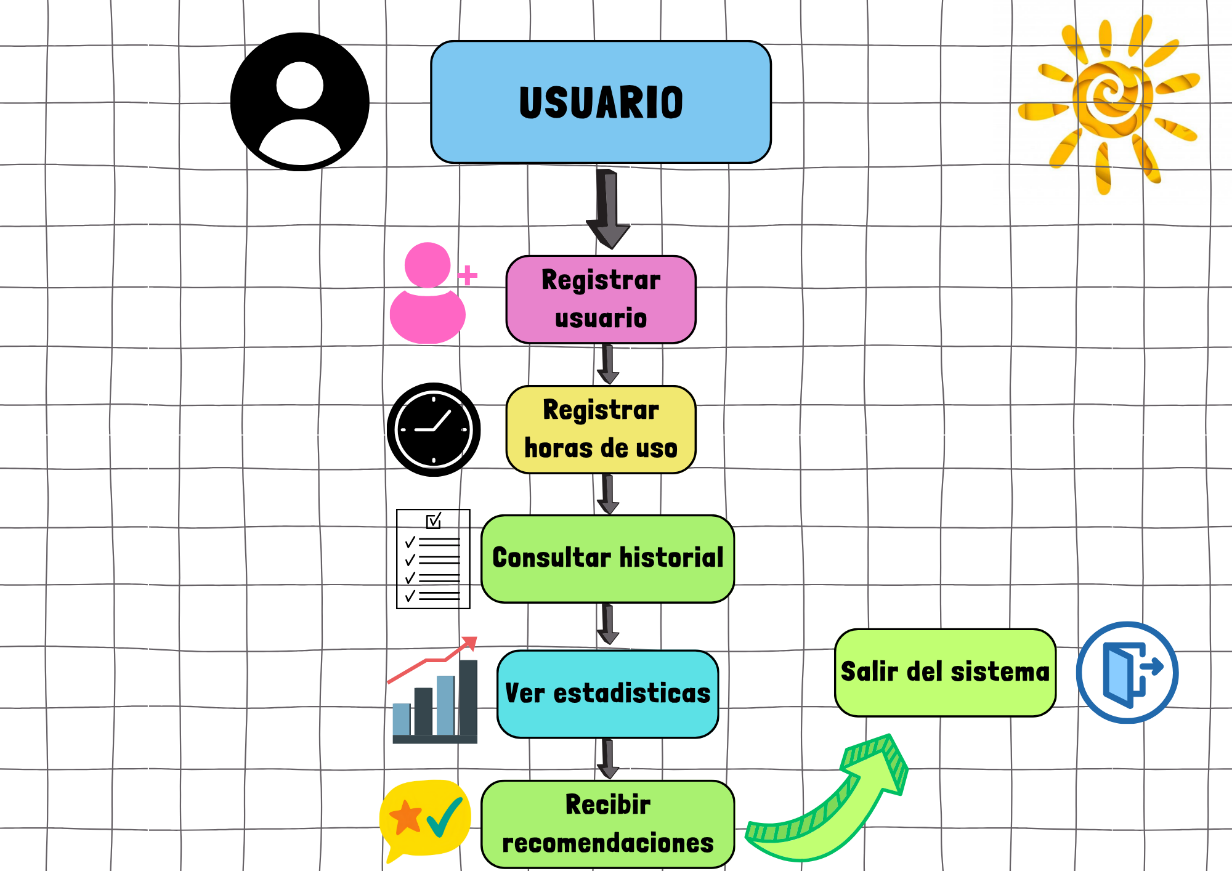 USUARIO
Registrar
usuario
Registrar
horas de uso
Consultar historial
Ver estadisticas
Recibir
recomendaciones
Salir del sistema